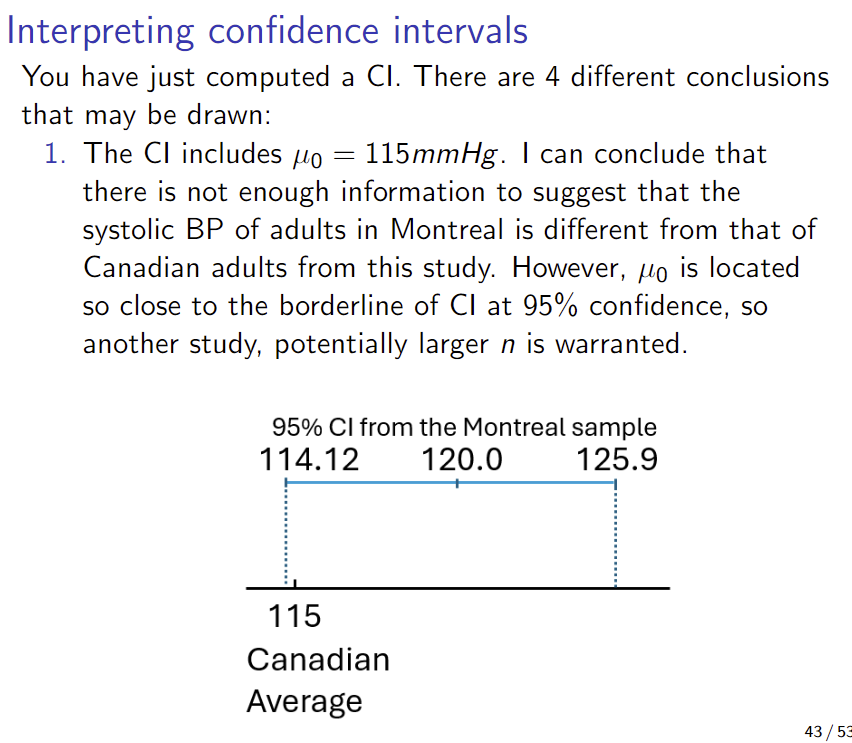 Interpreting confidence intervals
You have just computed a CI. There are 4 different conclusions
that may be drawn:
1. The CI includes μ₀ = 115mmHg. I can conclude that
there is not enough information to suggest that the
systolic BP of adults in Montreal is different from that of
Canadian adults from this study. However, μ₀ is located
so close to the borderline of CI at 95% confidence, so
another study, potentially larger n is warranted.
95% CI from the Montreal sample
114.12 120.0 125.9
115
Canadian
Average
43 / 53